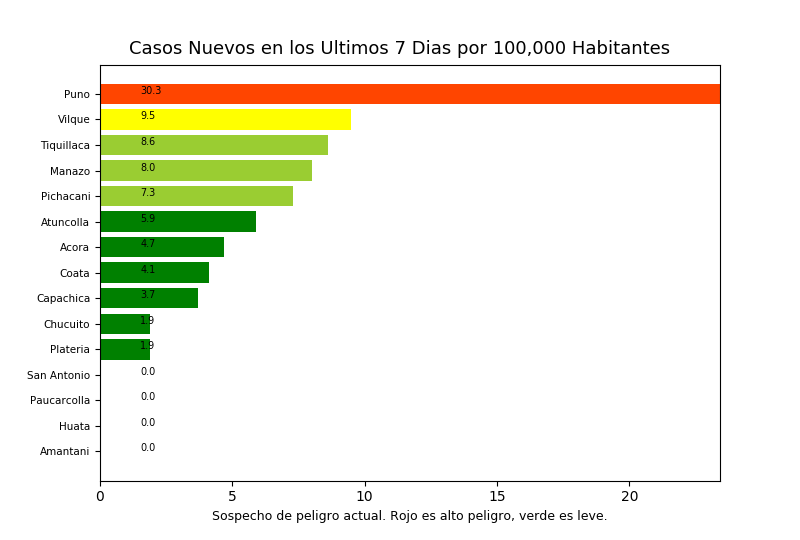 Casos Nuevos en los Ultimos 7 Dias por 100,000 Habitantes
Puno 30.3
Vilque 9.5
Tiquillaca 8.6
Manazo 8.0
Pichacani 7.3
Atuncolla 5.9
Acora 4.7
Coata 4.1
Capachica 3.7
Chucuito 1.9
Plateria 1.9
San Antonio 0.0
Paucarcolla 0.0
Huata 0.0
Amantani 0.0
0 5 10 15 20
Sospecho de peligro actual. Rojo es alto peligro, verde es leve.